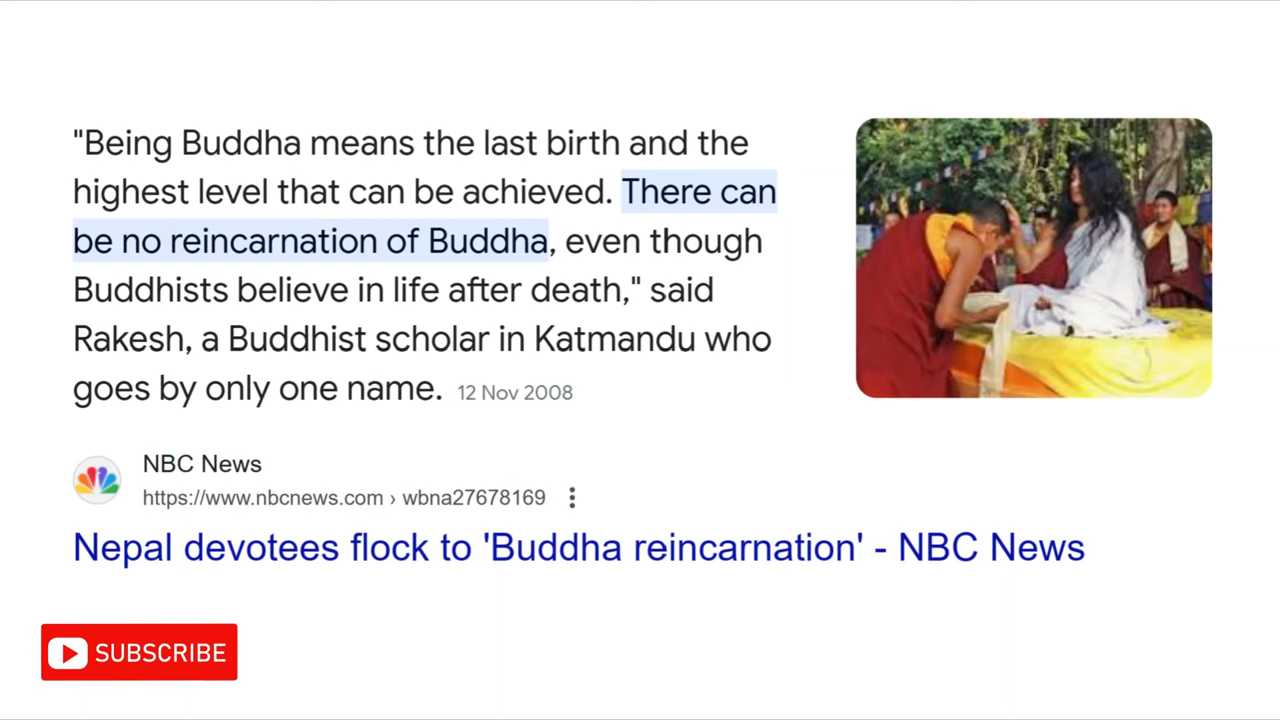 "Being Buddha means the last birth and the
highest level that can be achieved. There can
be no reincarnation of Buddha, even though
Buddhists believe in life after death," said
Rakesh, a Buddhist scholar in Katmandu who
goes by only one name. 12 Nov 2008
NBC News
https://www.nbcnews.com › wbna27678169
Nepal devotees flock to 'Buddha reincarnation' - NBC News
SUBSCRIBE